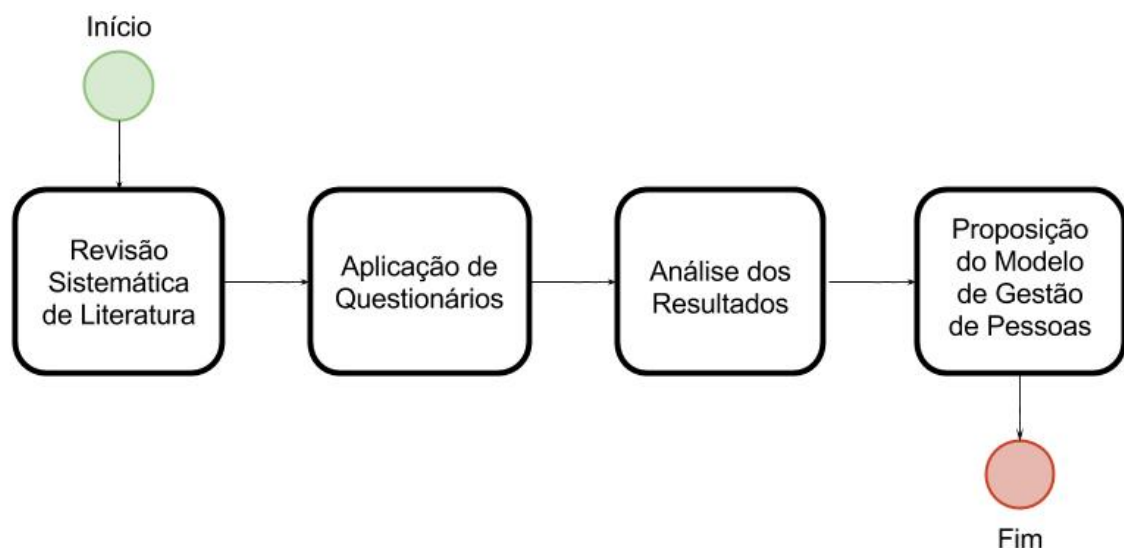 Início
Revisão
Sistemática
de Literatura
Aplicação de
Questionários
Análise dos
Resultados
Proposição
do Modelo
de Gestão
de Pessoas
Fim